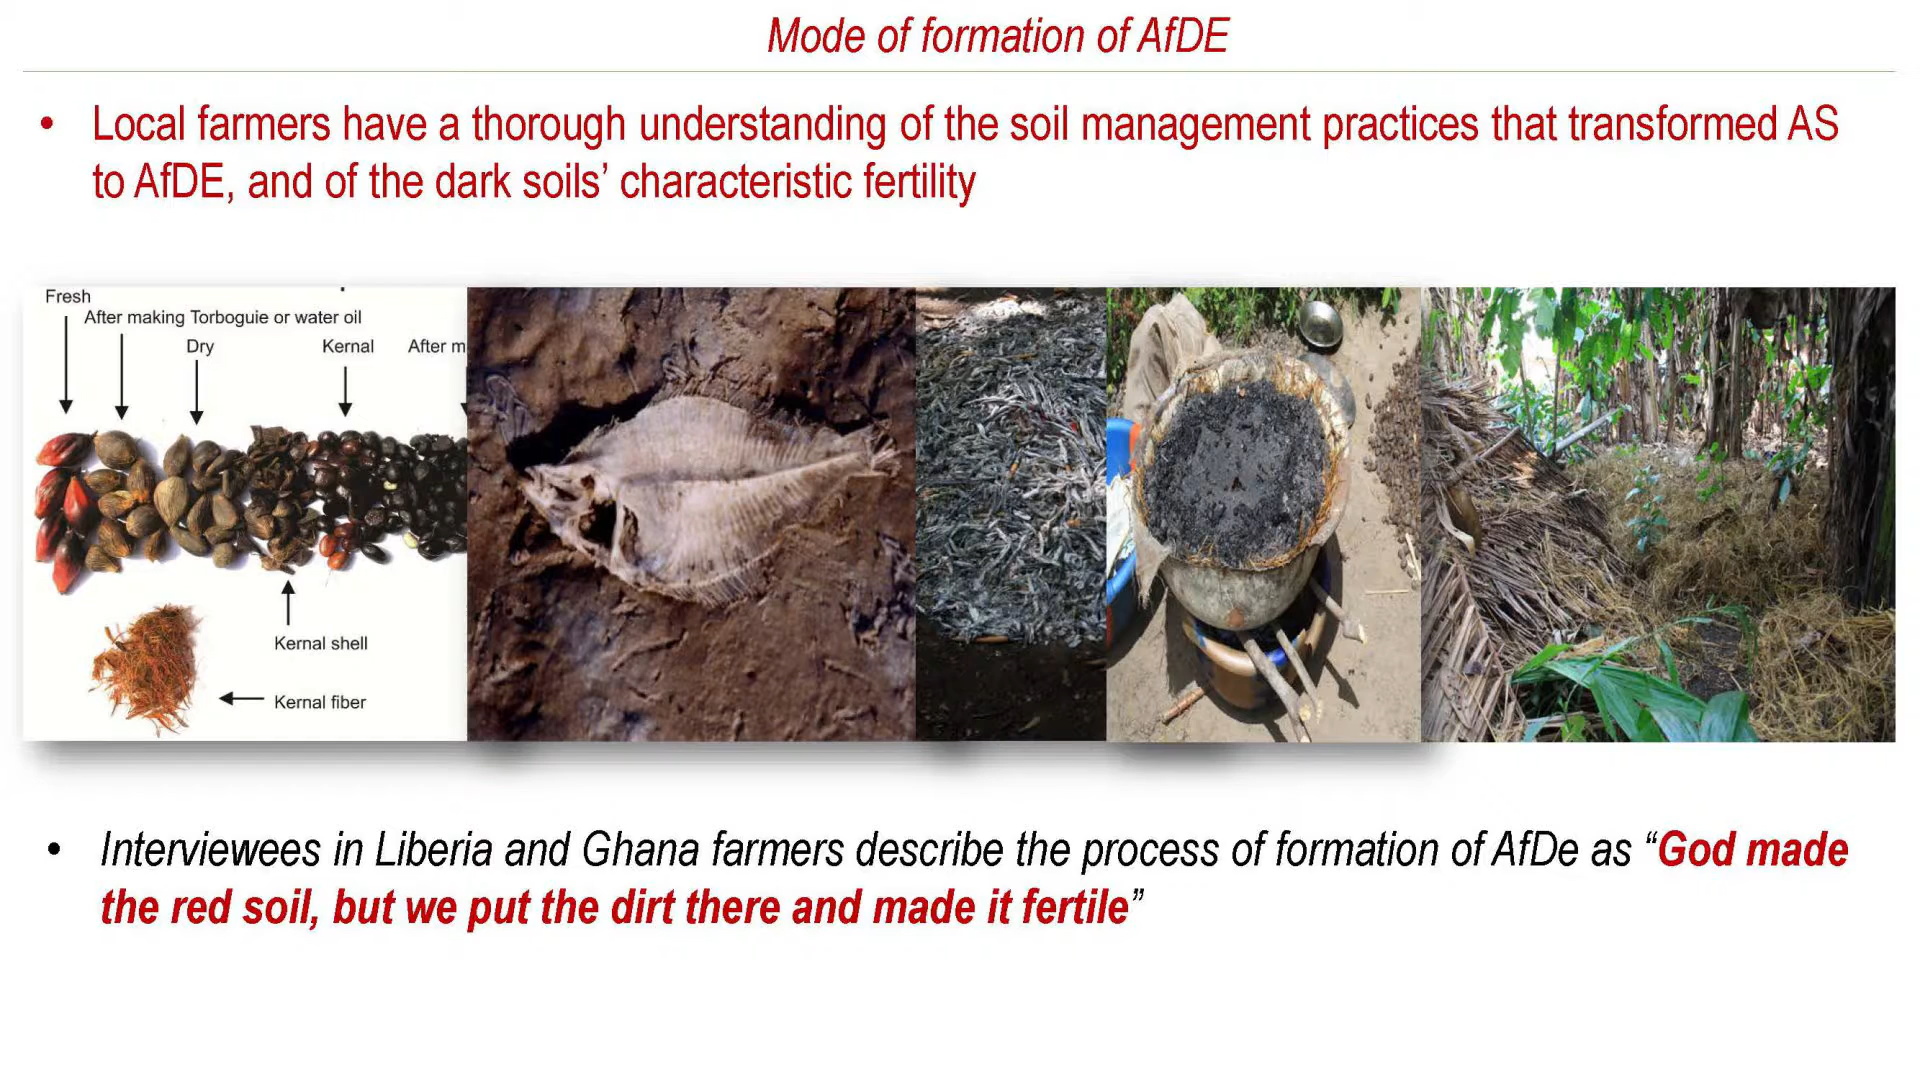 Mode of formation of AfDE
• Local farmers have a thorough understanding of the soil management practices that transformed AS
to AfDE, and of the dark soils’ characteristic fertility
Fresh
After making Torboguie or water oil
Dry
Kernal
After m
Kernal shell
Kernal fiber
• Interviewees in Liberia and Ghana farmers describe the process of formation of AfDe as “God made
the red soil, but we put the dirt there and made it fertile”